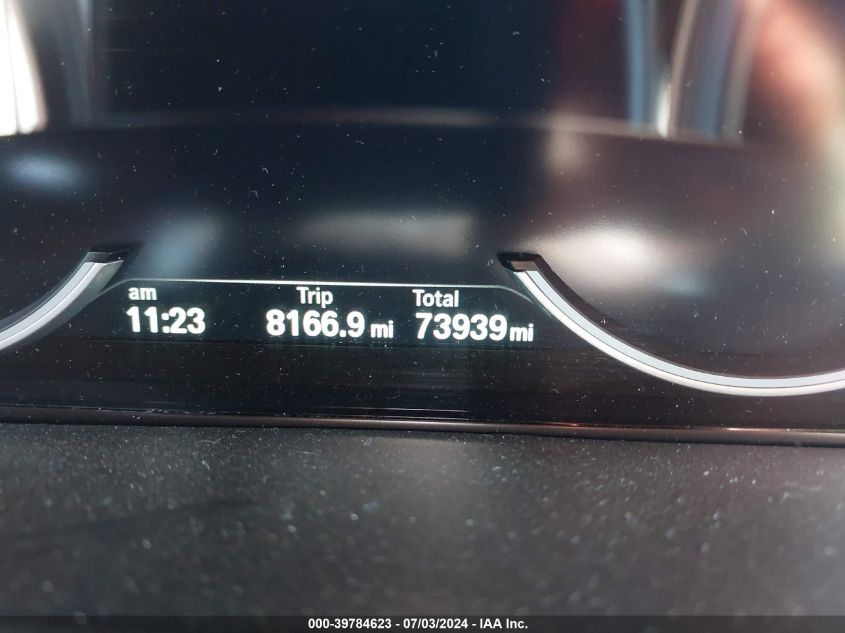 am Trip Total
11:23 8166.9 mi 73939 mi
000-39784623 - 07/03/2024 - IAA Inc.